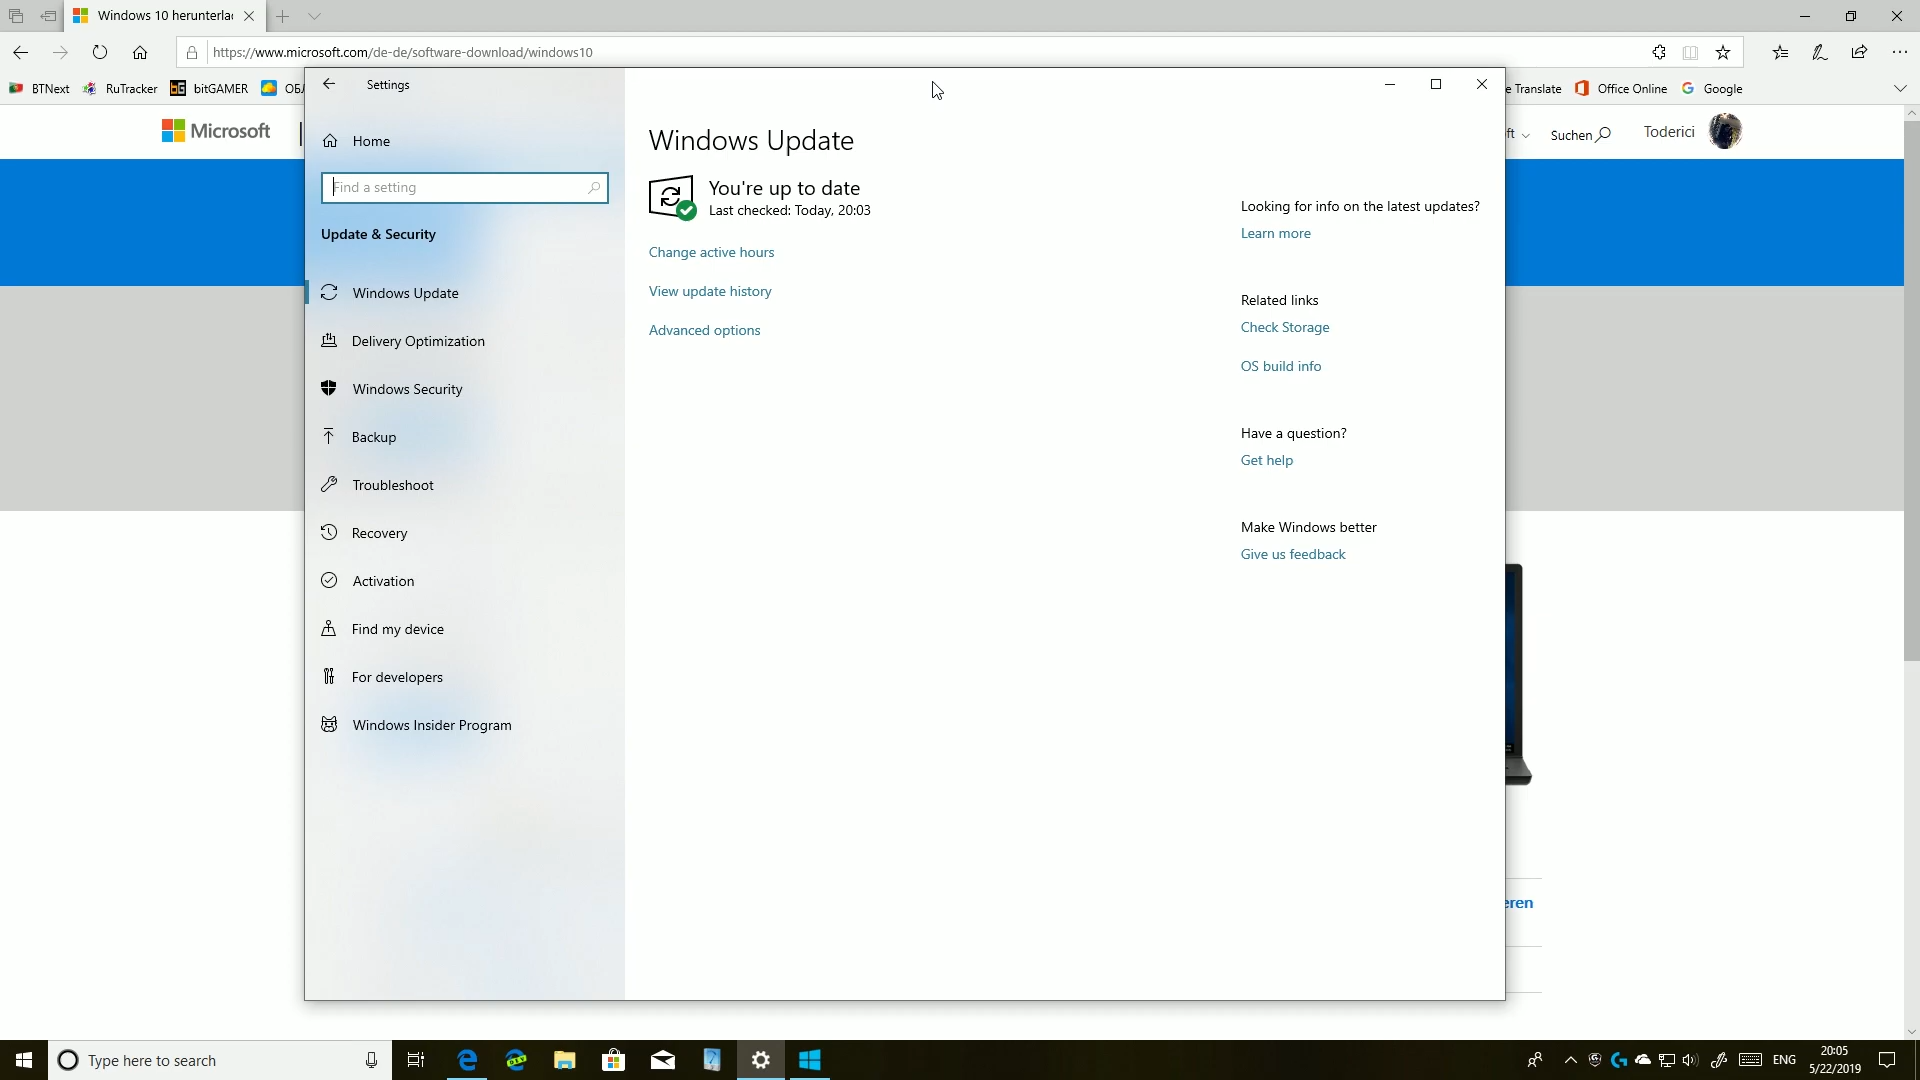 Windows 10 herunterla
https://www.microsoft.com/de-de/software-download/windows10
BTNext RuTracker bitGAMER ОБЛ e Translate Office Online Google
Settings
Microsoft
ft Suchen Toderici
Home
Find a setting
Update & Security
Windows Update
Delivery Optimization
Windows Security
Backup
Troubleshoot
Recovery
Activation
Find my device
For developers
Windows Insider Program
Windows Update
You're up to date
Last checked: Today, 20:03
Change active hours
View update history
Advanced options
Looking for info on the latest updates?
Learn more
Related links
Check Storage
OS build info
Have a question?
Get help
Make Windows better
Give us feedback
eren
Type here to search
ENG
20:05
5/22/2019